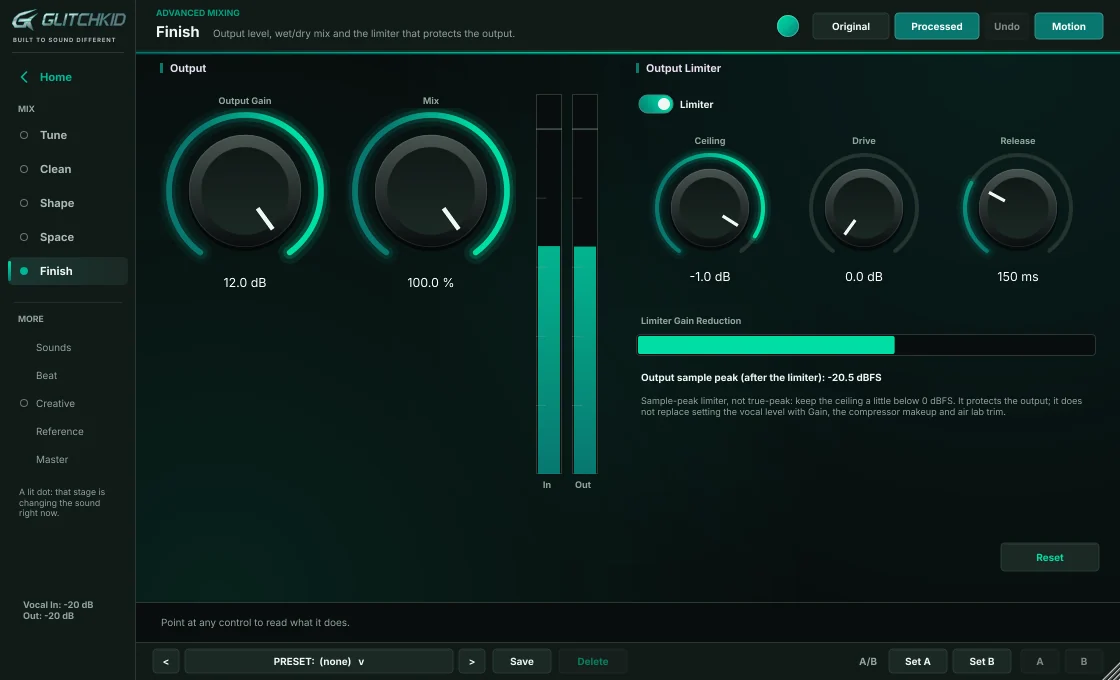 GLITCHKID
BUILT TO SOUND DIFFERENT
Home
MIX
Tune
Clean
Shape
Space
Finish
MORE
Sounds
Beat
Creative
Reference
Master
A lit dot: that stage is
changing the sound
right now.
Vocal In: -20 dB
Out: -20 dB
ADVANCED MIXING
Finish Output level, wet/dry mix and the limiter that protects the output.
Original Processed Undo Motion
Output
Output Gain Mix
12.0 dB 100.0 %
In Out
Output Limiter
Limiter
Ceiling Drive Release
-1.0 dB 0.0 dB 150 ms
Limiter Gain Reduction
Output sample peak (after the limiter): -20.5 dBFS
Sample-peak limiter, not true-peak: keep the ceiling a little below 0 dBFS. It protects the output; it does
not replace setting the vocal level with Gain, the compressor makeup and air lab trim.
Reset
Point at any control to read what it does.
< PRESET: (none) v > Save Delete A/B Set A Set B A B